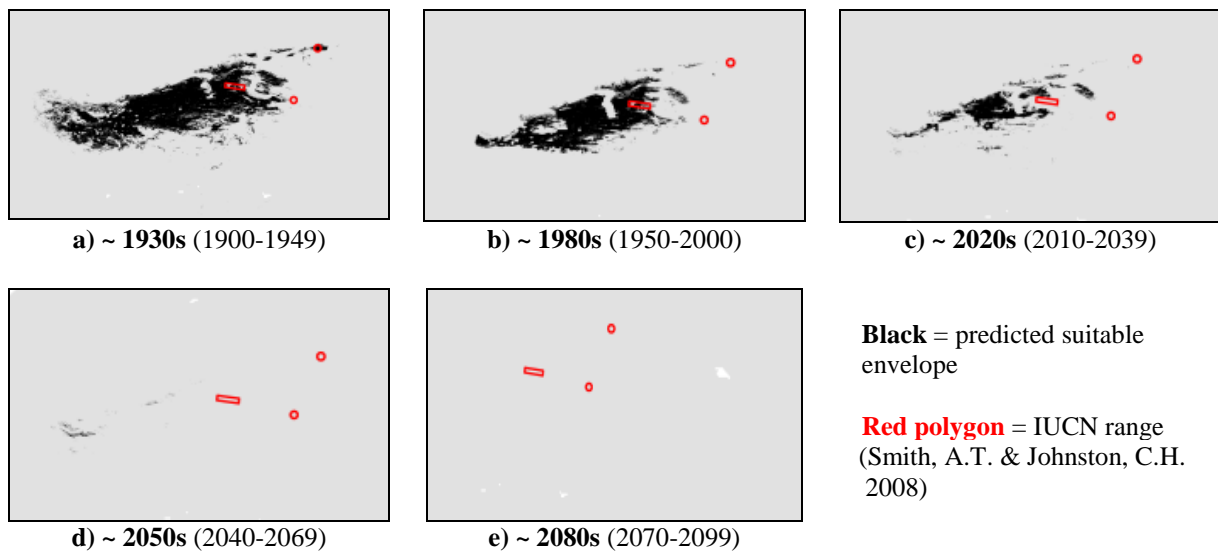 a) ~ 1930s (1900-1949)
b) ~ 1980s (1950-2000)
c) ~ 2020s (2010-2039)
d) ~ 2050s (2040-2069)
e) ~ 2080s (2070-2099)
Black = predicted suitable
envelope
Red polygon = IUCN range
(Smith, A.T. & Johnston, C.H.
2008)